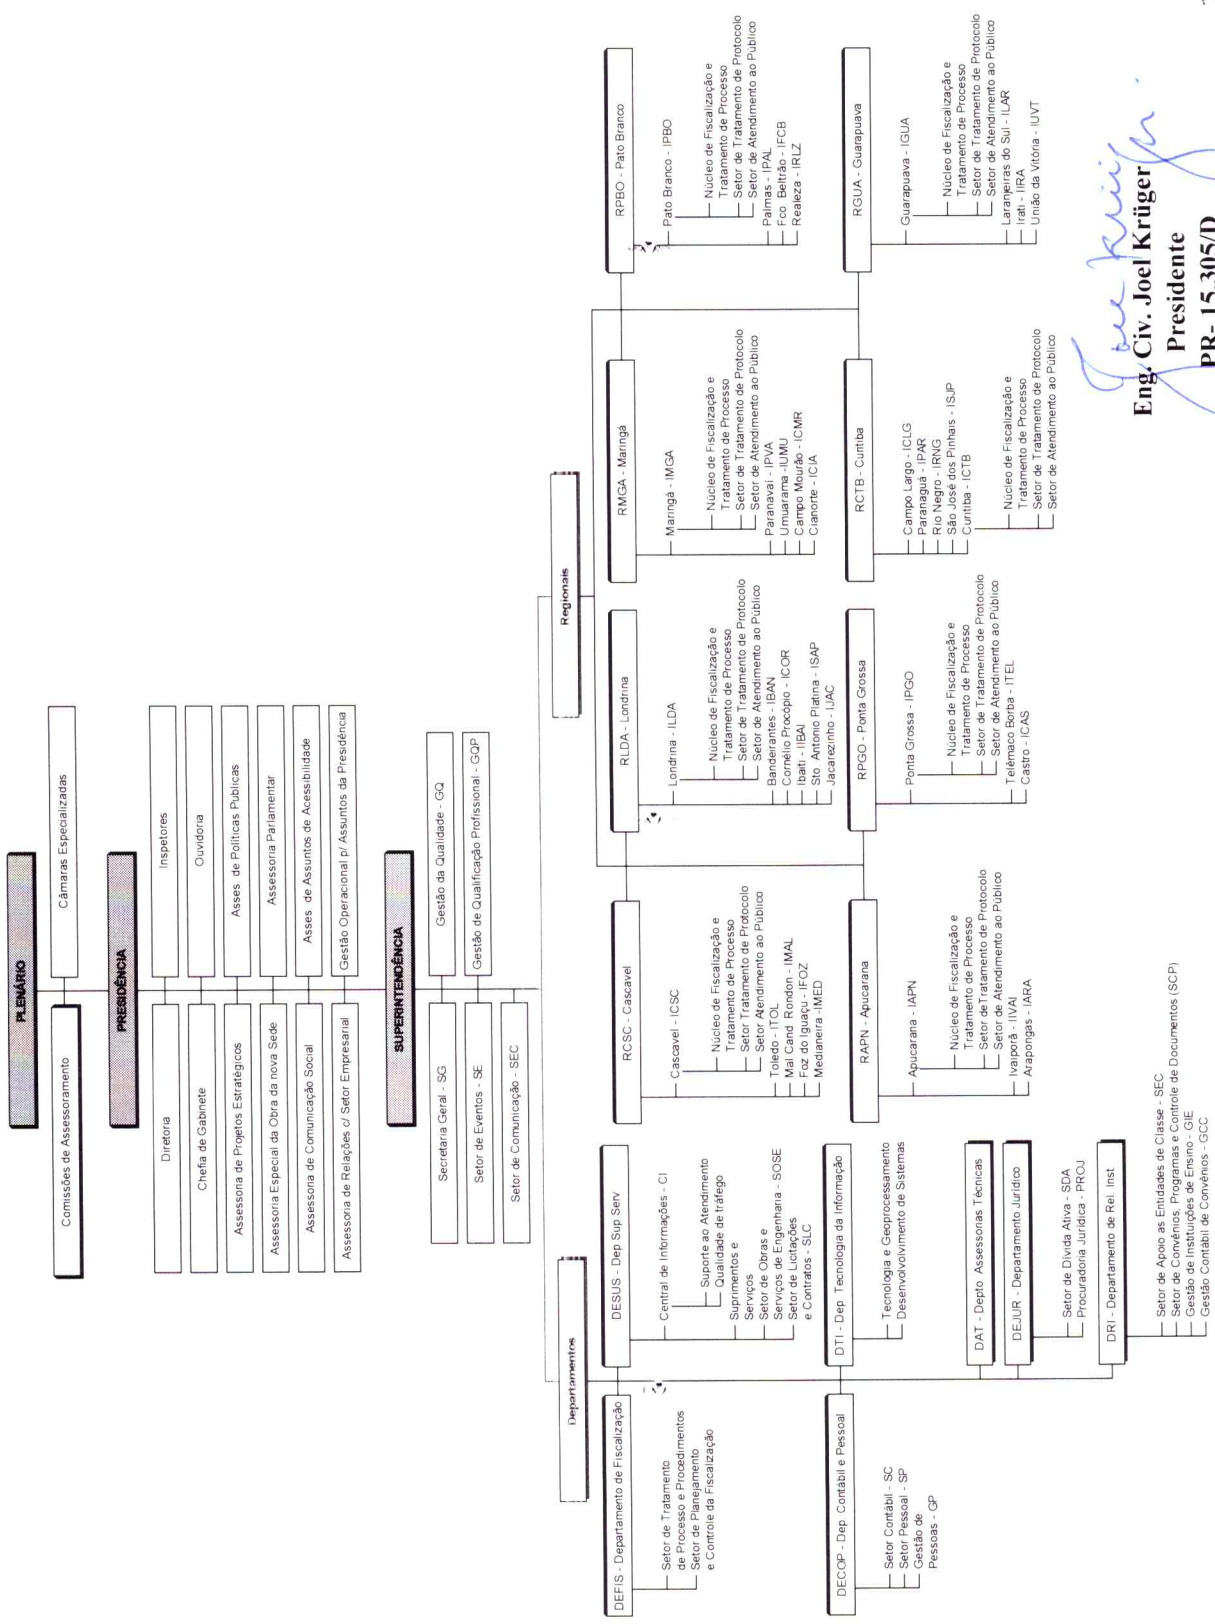 PLENÁRIO
Comissões de Assessoramento
Câmaras Especializadas
PRESIDÊNCIA
Diretoria
Inspetores
Chefia de Gabinete
Ouvidoria
Assessoria de Projetos Estratégicos
Asses. de Políticas Públicas
Assessoria Especial da Obra da nova Sede
Assessoria Parlamentar
Assessoria de Comunicação Social
Asses. de Assuntos de Acessibilidade
Assessoria de Relações c/ Setor Empresarial
Gestão Operacional p/ Assuntos da Presidência
SUPERINTENDÊNCIA
Secretaria Geral - SG
Gestão da Qualidade - GQ
Setor de Eventos - SE
Gestão de Qualificação Profissional - GQP
Setor de Comunicação - SEC
Departamentos
DEFIS - Departamento de Fiscalização
Setor de Tratamento
de Processo e Procedimentos
Setor de Planejamento
e Controle da Fiscalização
DESUS - Dep Sup Serv
Central de Informações - CI
Suporte ao Atendimento
Qualidade de tráfego
Suprimentos e
Serviços
Setor de Obras e
Serviços de Engenharia - SOSE
Setor de Licitações
e Contratos - SLC
DECOP - Dep. Contábil e Pessoal
Setor Contábil - SC
Setor Pessoal - SP
Gestão de
Pessoas - GP
DTI - Dep Tecnologia da Informação
Tecnologia e Geoprocessamento
Desenvolvimento de Sistemas
DAT - Depto Assessorias Técnicas
DEJUR - Departamento Jurídico
Setor de Dívida Ativa - SDA
Procuradoria Jurídica - PROJ
DRI - Departamento de Rel. Inst.
Setor de Apoio as Entidades de Classe - SEC
Setor de Convênios, Programas e Controle de Documentos (SCP)
Gestão de Instituições de Ensino - GIE
Gestão Contábil de Convênios - GCC
Regionais
RCSC - Cascavel
Cascavel - ICSC
Núcleo de Fiscalização e
Tratamento de Processo
Setor Tratamento de Protocolo
Setor Atendimento ao Público
Toledo - ITOL
Mal Cand. Rondon - IMAL
Foz do Iguaçu - IFOZ
Medianeira -IMED
RLDA - Londrina
Londrina - ILDA
Núcleo de Fiscalização e
Tratamento de Processo
Setor de Tratamento de Protocolo
Setor de Atendimento ao Público
Bandeirantes - IBAN
Cornélio Procópio - ICOR
Ibaiti - IIBAI
Sto Antonio Platina - ISAP
Jacarezinho - IJAC
RMGA - Maringá
Maringá - IMGA
Núcleo de Fiscalização e
Tratamento de Processo
Setor de Tratamento de Protocolo
Setor de Atendimento ao Público
Paranavaí - IPVA
Umuarama -IUMU
Campo Mourão - ICMR
Cianorte - ICIA
RPBO - Pato Branco
Pato Branco - IPBO
Núcleo de Fiscalização e
Tratamento de Processo
Setor de Tratamento de Protocolo
Setor de Atendimento ao Público
Palmas - IPAL
Fco. Beltrão - IFCB
Realeza - IRLZ
RAPN - Apucarana
Apucarana - IAPN
Núcleo de Fiscalização e
Tratamento de Processo
Setor de Tratamento de Protocolo
Setor de Atendimento ao Público
Ivaiporã - IIVAI
Arapongas - IARA
RPGO - Ponta Grossa
Ponta Grossa - IPGO
Núcleo de Fiscalização e
Tratamento de Processo
Setor de Tratamento de Protocolo
Setor de Atendimento ao Público
Telêmaco Borba - ITEL
Castro - ICAS
RCTB - Curitiba
Campo Largo - ICLG
Paranaguá - IPAR
Rio Negro - IRNG
São José dos Pinhais - ISJP
Curitiba - ICTB
Núcleo de Fiscalização e
Tratamento de Processo
Setor de Tratamento de Protocolo
Setor de Atendimento ao Público
RGUA - Guarapuava
Guarapuava - IGUA
Núcleo de Fiscalização e
Tratamento de Processo
Setor de Tratamento de Protocolo
Setor de Atendimento ao Público
Laranjeiras do Sul - ILAR
Irati - IIRA
União da Vitória - IUVT
Eng. Civ. Joel Krüger
Presidente
PR- 15.305/D